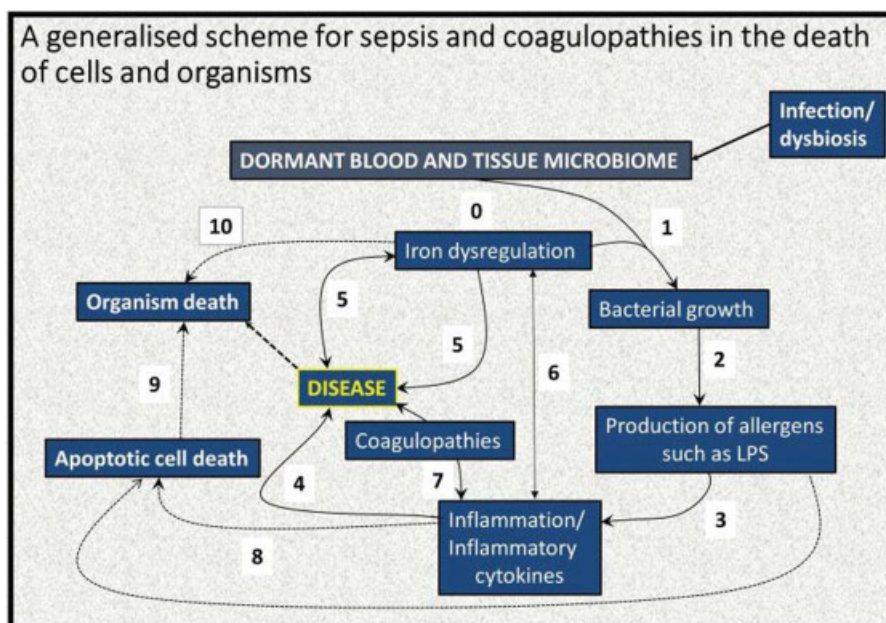 A generalised scheme for sepsis and coagulopathies in the death
of cells and organisms
Infection/
dysbiosis
DORMANT BLOOD AND TISSUE MICROBIOME
0
1
10
Iron dysregulation
Organism death
5
Bacterial growth
5
2
6
9
DISEASE
Production of allergens
such as LPS
Coagulopathies
Apoptotic cell death
4
7
3
Inflammation/
Inflammatory
cytokines
8